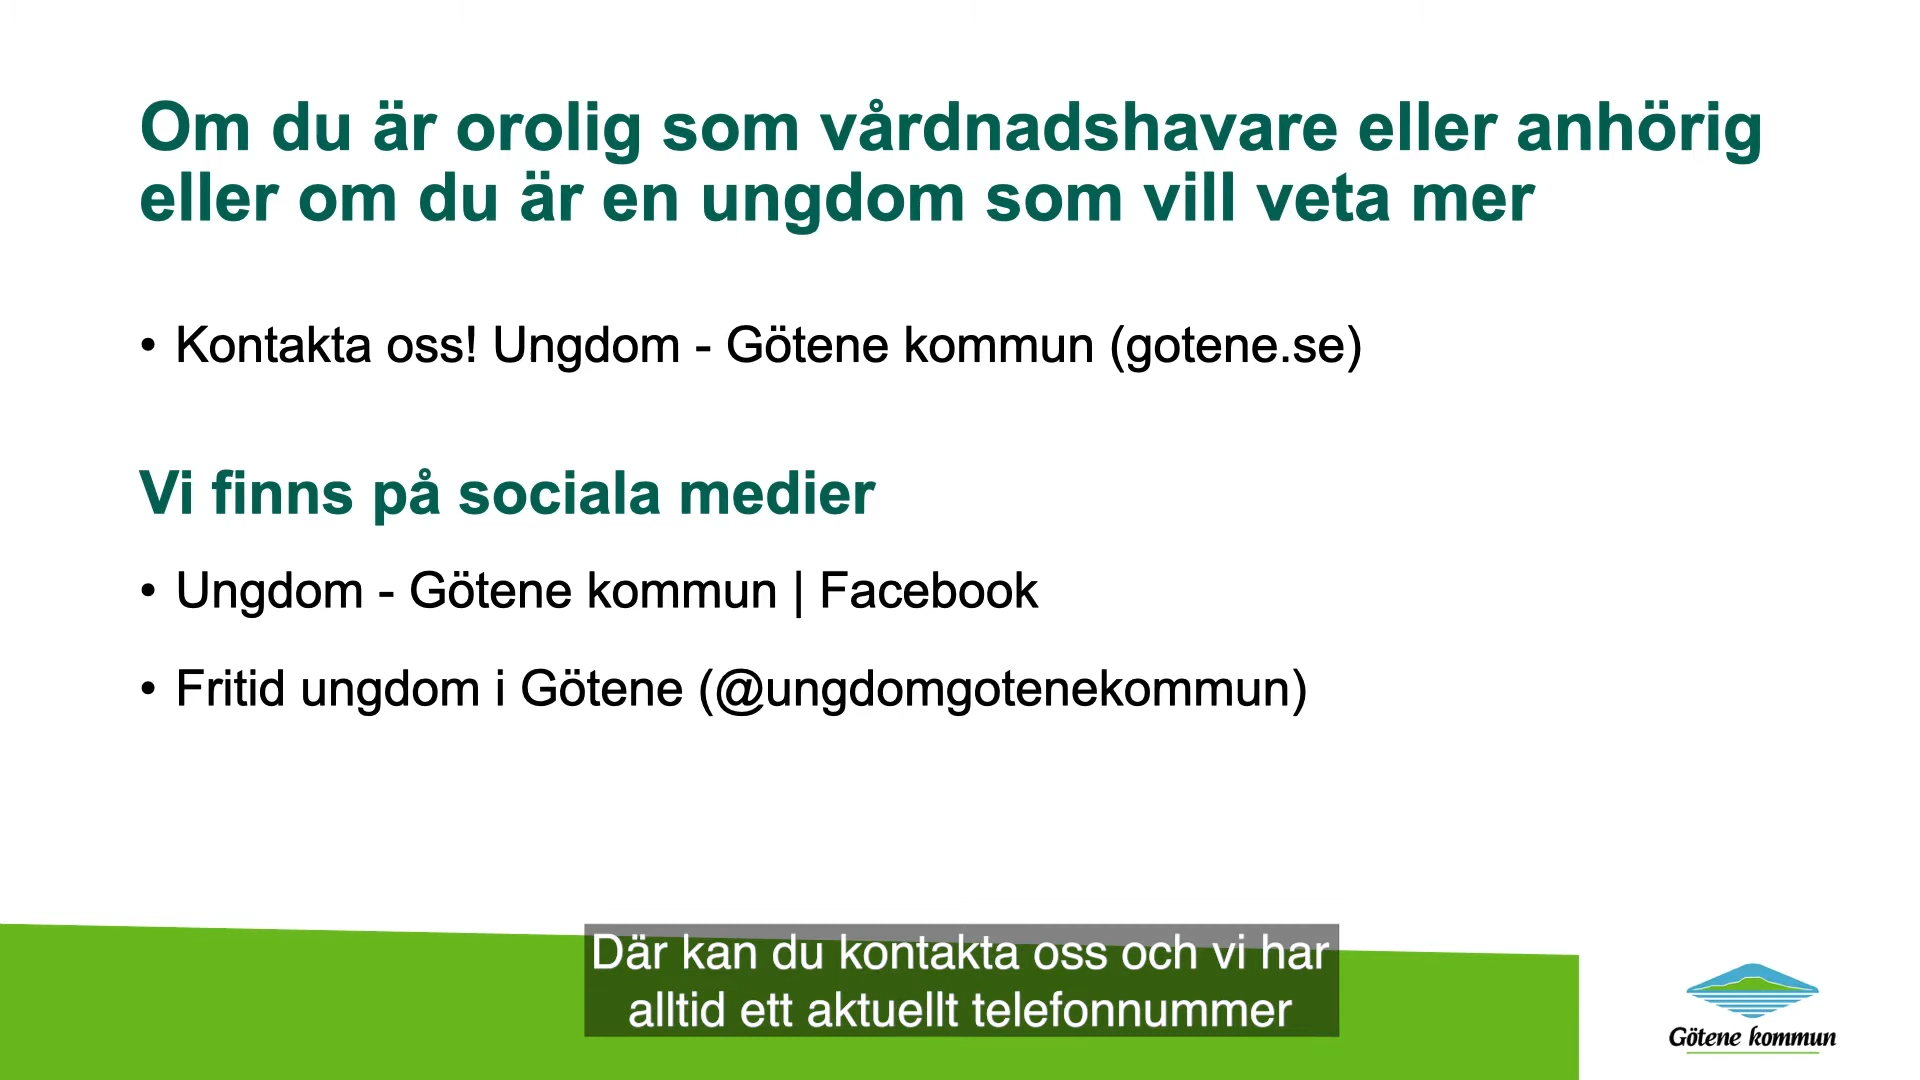 Om du är orolig som vårdnadshavare eller anhörig
eller om du är en ungdom som vill veta mer
• Kontakta oss! Ungdom - Götene kommun (gotene.se)
Vi finns på sociala medier
• Ungdom - Götene kommun | Facebook
• Fritid ungdom i Götene (@ungdomgotenekommun)
Där kan du kontakta oss och vi har
alltid ett aktuellt telefonnummer
Götene kommun